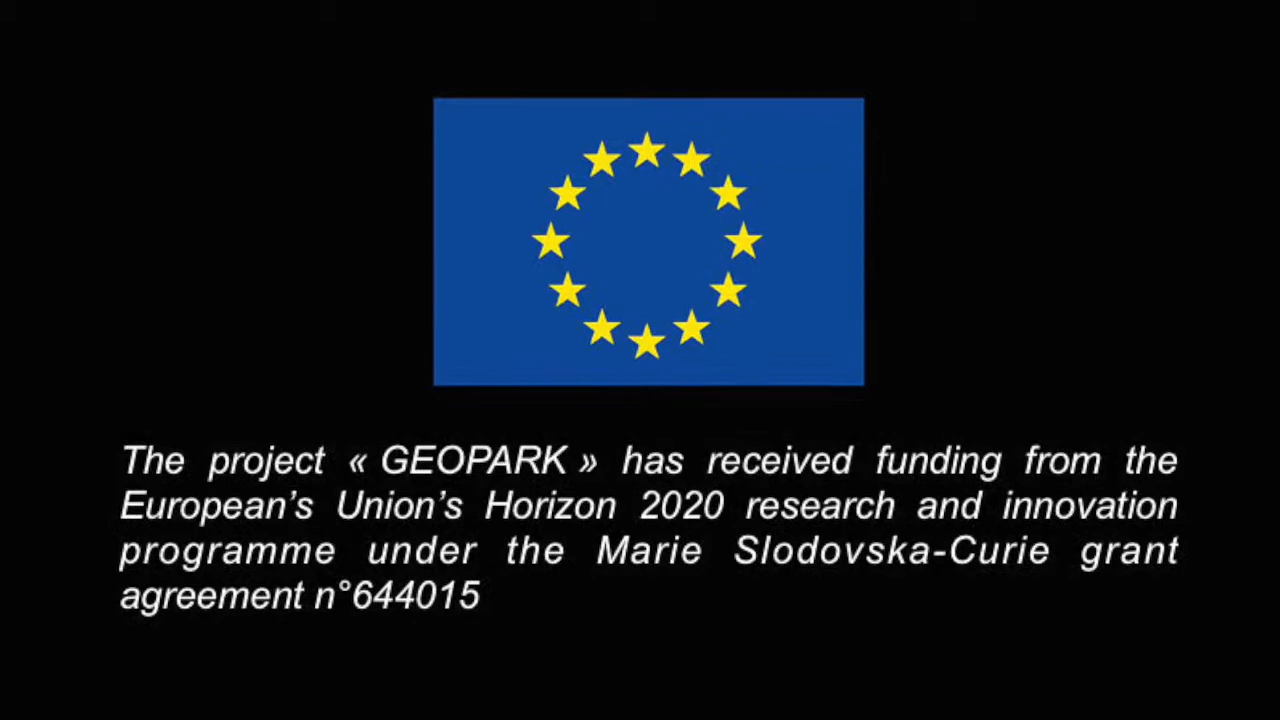 The project « GEOPARK » has received funding from the
European’s Union’s Horizon 2020 research and innovation
programme under the Marie Slodovska-Curie grant
agreement n°644015